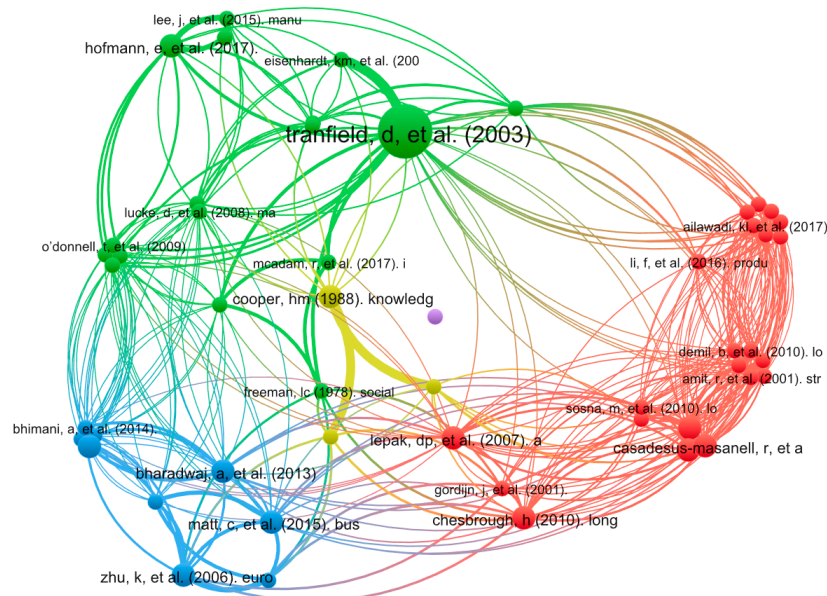 lee, j, et al. (2015). manu
hofmann, e, et al. (2017).
eisenhardt, km, et al. (200
tranfield, d, et al. (2003)
lucke, d, et al. (2008). ma
ailawadi, kl, et al. (2017)
o'donnell, t, et al. (2009)
mcadam, r, et al. (2017). i
li, f, et al. (2016). produ
cooper, hm (1988). knowledg
demil, b, et al. (2010). lo
amit, r, et al. (2001). str
freeman, lc (1978). social
sosna, m, et al. (2010). lo
bhimani, a, et al. (2014).
lepak, dp, et al. (2007). a
casadesus-masanell, r, et a
bharadwaj, a, et al. (2013)
gordijn, j, et al. (2001).
chesbrough, h (2010). long
matt, c, et al. (2015). bus
zhu, k, et al. (2006). euro